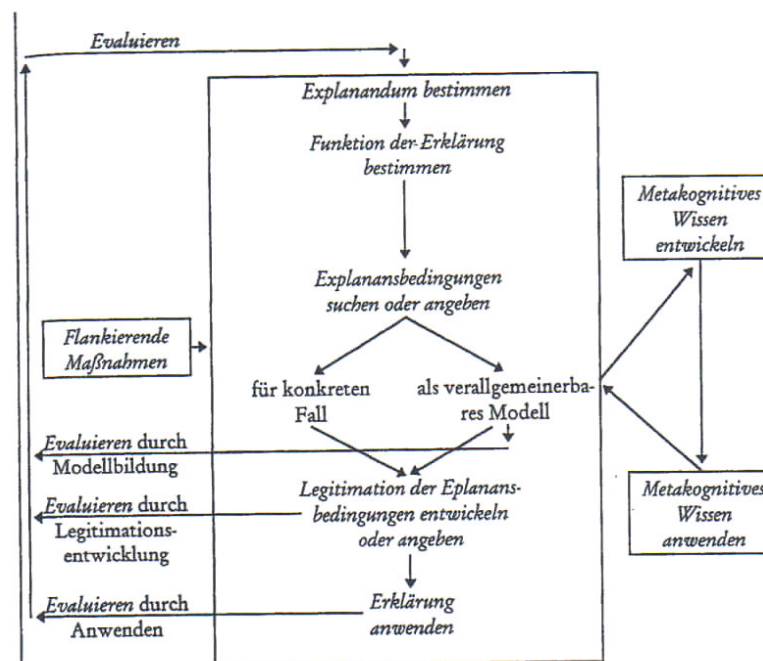 Evaluieren
Explanandum bestimmen
Funktion der Erklärung
bestimmen
Metakognitives
Wissen
entwickeln
Explanansbedingungen
suchen oder angeben
Flankierende
Maßnahmen
für konkreten
Fall
als verallgemeinerba-
res Modell
Evaluieren durch
Modellbildung
Legitimation der Eplanans-
bedingungen entwickeln
oder angeben
Evaluieren durch
Legitimations-
entwicklung
Metakognitives
Wissen
anwenden
Erklärung
anwenden
Evaluieren durch
Anwenden